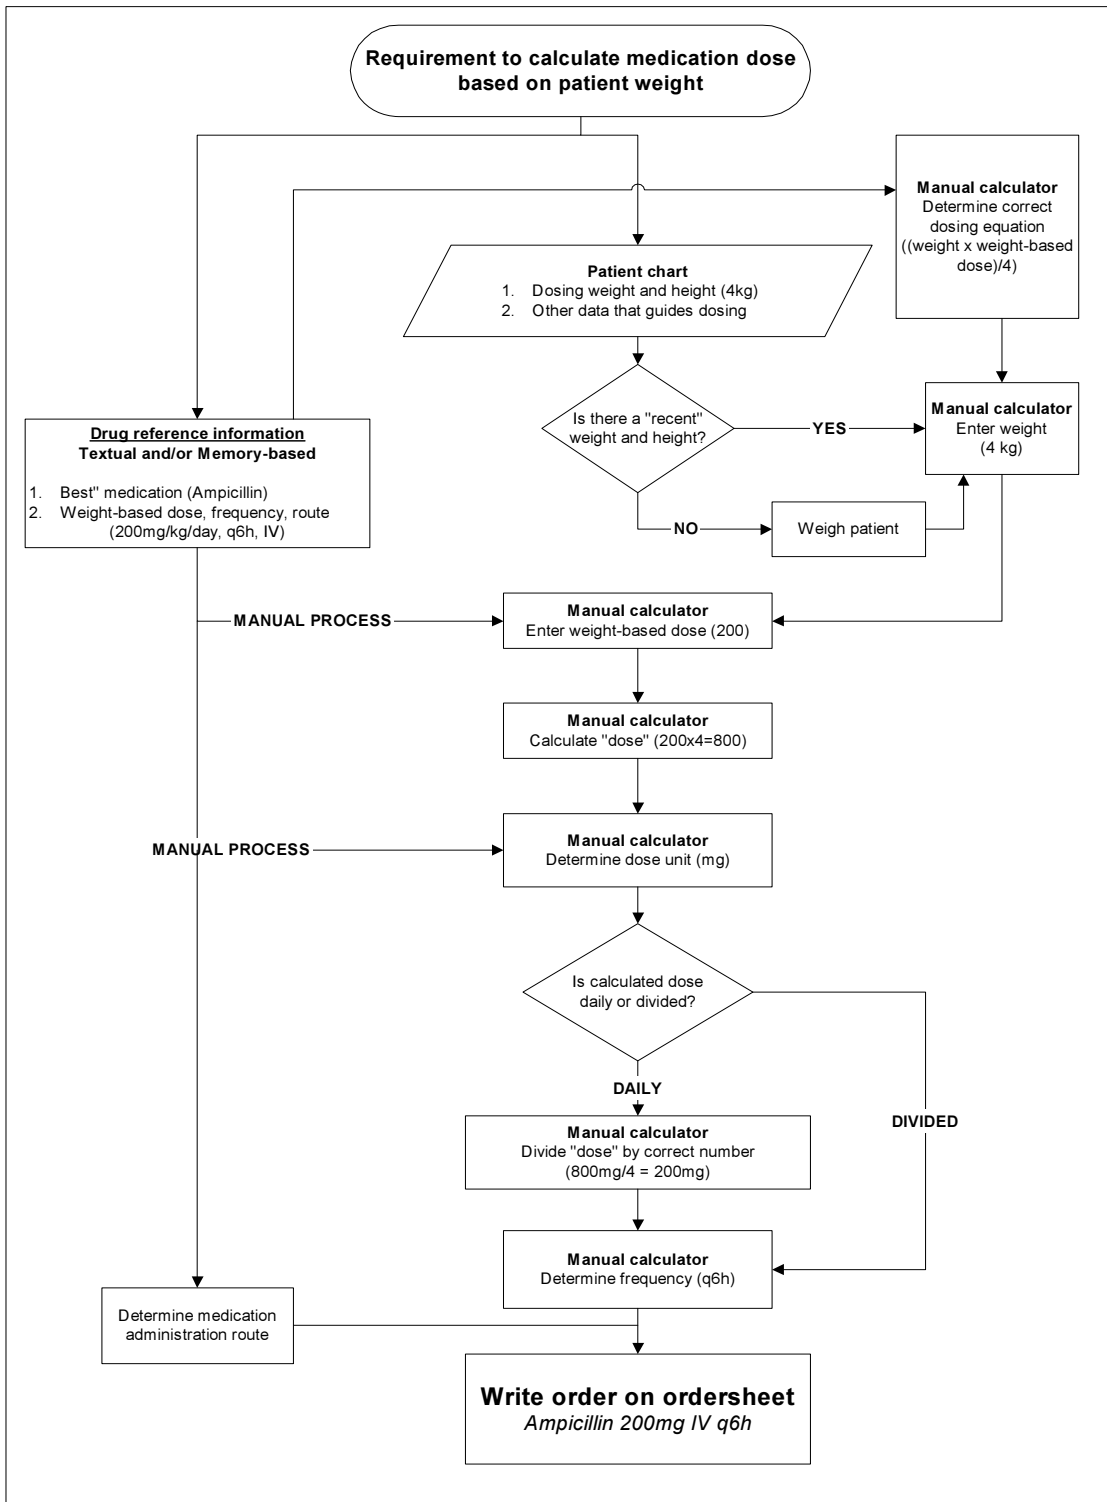 Requirement to calculate medication dose
based on patient weight
Manual calculator
Determine correct
dosing equation
((weight x weight-based
dose)/4)
Patient chart
1. Dosing weight and height (4kg)
2. Other data that guides dosing
Is there a "recent"
weight and height?
YES
Manual calculator
Enter weight
(4 kg)
NO
Weigh patient
Drug reference information
Textual and/or Memory-based
1. Best" medication (Ampicillin)
2. Weight-based dose, frequency, route
(200mg/kg/day, q6h, IV)
MANUAL PROCESS
Manual calculator
Enter weight-based dose (200)
Manual calculator
Calculate "dose" (200x4=800)
MANUAL PROCESS
Manual calculator
Determine dose unit (mg)
Is calculated dose
daily or divided?
DAILY
DIVIDED
Manual calculator
Divide "dose" by correct number
(800mg/4 = 200mg)
Manual calculator
Determine frequency (q6h)
Determine medication
administration route
Write order on ordersheet
Ampicillin 200mg IV q6h